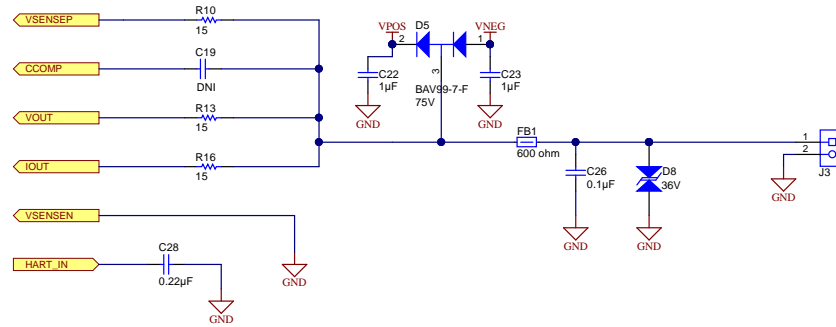 VSENSEP
R10
15
CCOMP
C19
DNI
VOUT
R13
15
IOUT
R16
15
VSENSEN
GND
HART_IN
C28
0.22µF
GND
VPOS
D5
VNEG
2
1
3
C22
1µF
GND
BAV99-7-F
75V
C23
1µF
GND
FB1
600 ohm
C26
0.1µF
GND
D8
36V
GND
1
2
J3
GND